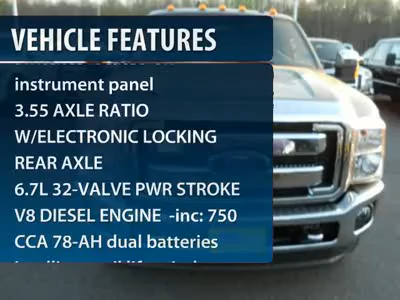 VEHICLE FEATURES
instrument panel
3.55 AXLE RATIO
W/ELECTRONIC LOCKING
REAR AXLE
6.7L 32-VALVE PWR STROKE
V8 DIESEL ENGINE  -inc: 750
CCA 78-AH dual batteries